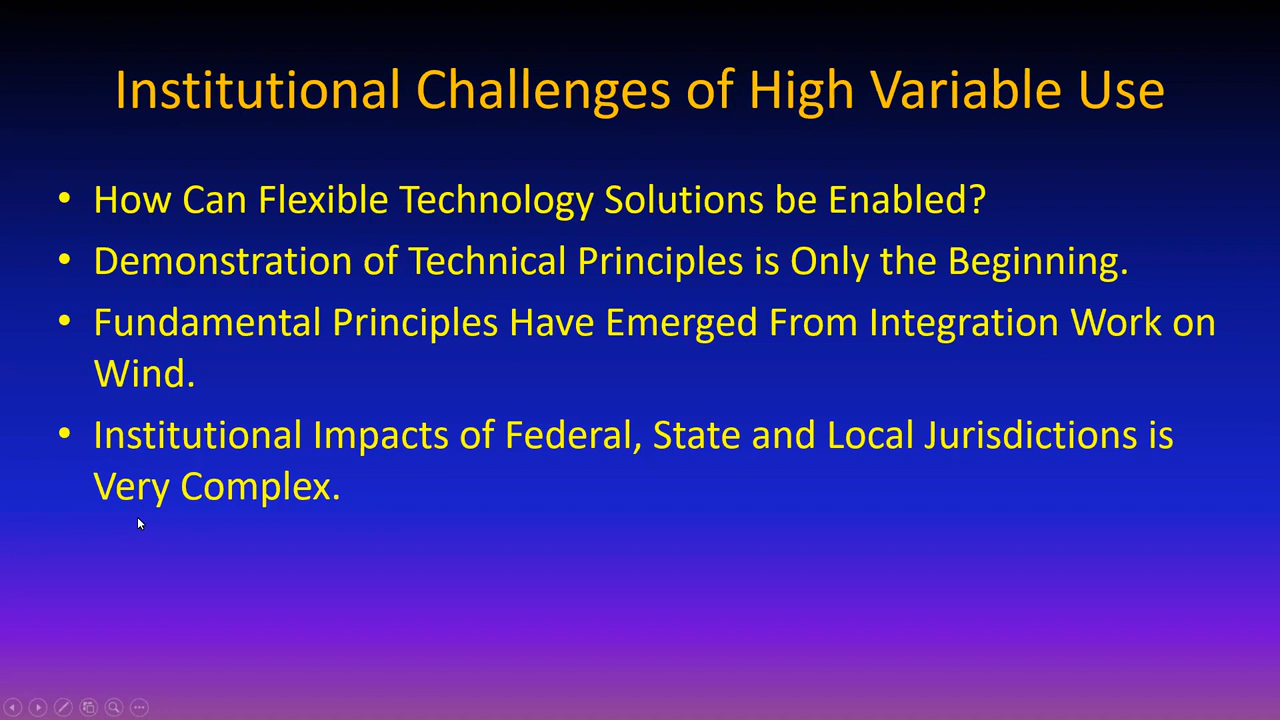 Institutional Challenges of High Variable Use
• How Can Flexible Technology Solutions be Enabled?
• Demonstration of Technical Principles is Only the Beginning.
• Fundamental Principles Have Emerged From Integration Work on
Wind.
• Institutional Impacts of Federal, State and Local Jurisdictions is
Very Complex.